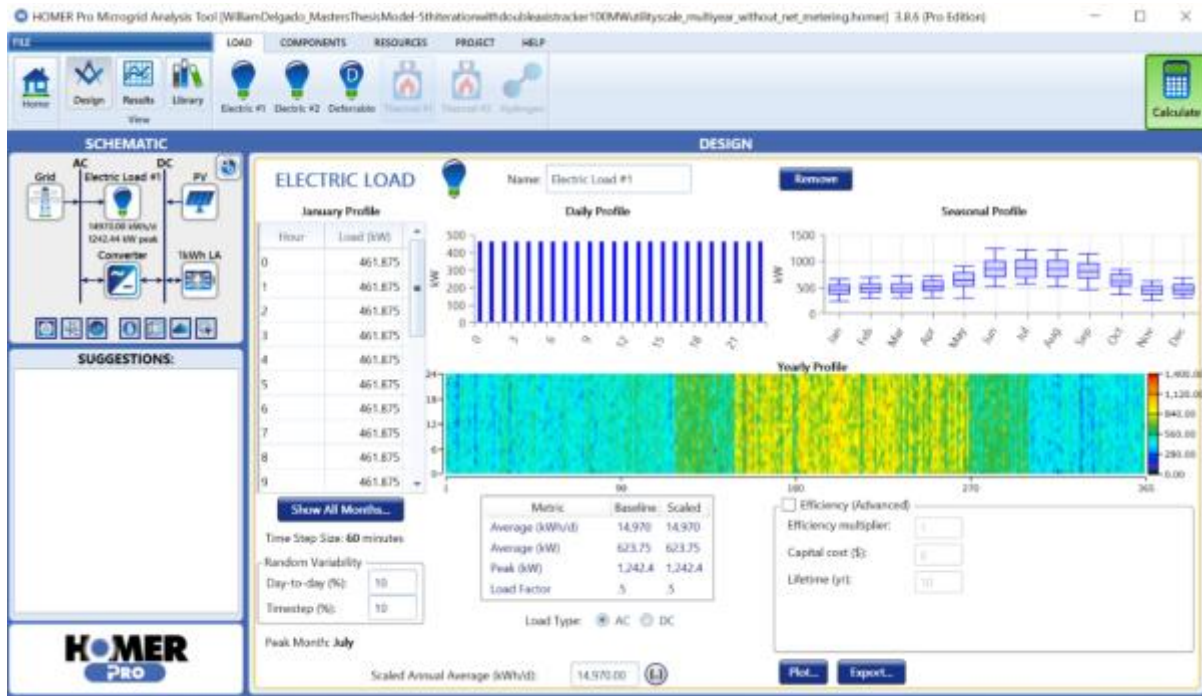 HOMER Pro Microgrid Analysis Tool [WilliamDelgado_MastersThesisModel-5thiterationwithdoubleaxistracker100MWutilityscale_multiyear_without_net_metering.homer] 3.8.6 (Pro Edition)
FILE
LOAD COMPONENTS RESOURCES PROJECT HELP
Home Design Results Library Electric #1 Electric #2 Deferrable Thermal #1 Thermal #2 Hydrogen Calculate
View
SCHEMATIC
DESIGN
AC DC
Grid Electric Load #1 PV
14970.00 kWh/d
1242.44 kW peak
Converter 1kWh LA
SUGGESTIONS:
HOMER
PRO
ELECTRIC LOAD Name: Electric Load #1 Remove
January Profile
Hour Load (kW)
0 461.875
1 461.875
2 461.875
3 461.875
4 461.875
5 461.875
6 461.875
7 461.875
8 461.875
9 461.875
Show All Months...
Time Step Size: 60 minutes
Random Variability
Day-to-day (%): 10
Timestep (%): 10
Peak Month: July
Daily Profile
kW
500
400
300
200
100
0
0 3 6 9 12 15 18 21
Seasonal Profile
kW
1500
1000
500
0
Jan Feb Mar Apr May Jun Jul Aug Sep Oct Nov Dec
Yearly Profile
24
18
12
6
0
1 90 180 270 365
1,400.00
1,120.00
840.00
560.00
280.00
0.00
Metric Baseline Scaled
Average (kWh/d) 14,970 14,970
Average (kW) 623.75 623.75
Peak (kW) 1,242.4 1,242.4
Load Factor .5 .5
Load Type: AC DC
Scaled Annual Average (kWh/d): 14,970.00 {..}
Efficiency (Advanced)
Efficiency multiplier:
Capital cost ($):
Lifetime (yr): 10
Plot... Export...